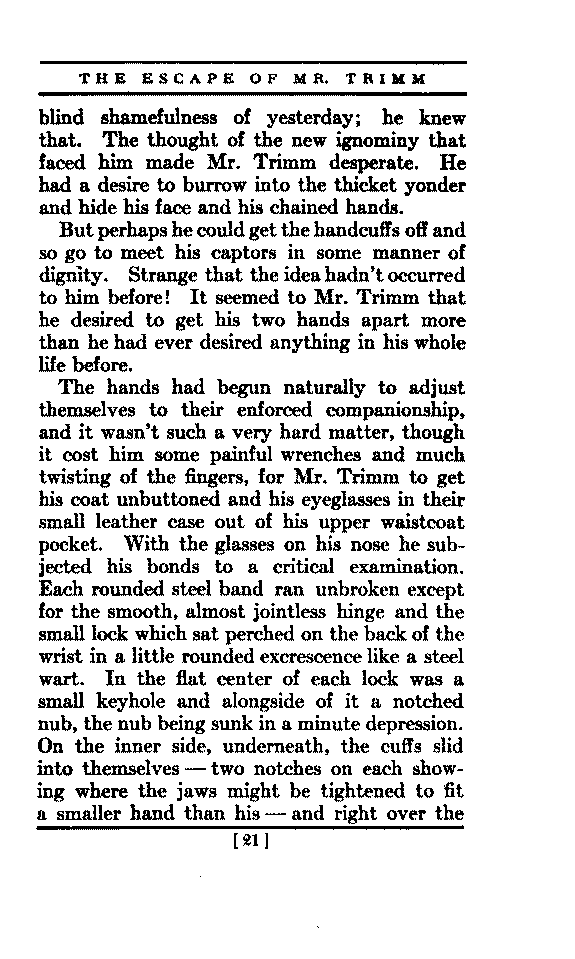 THE ESCAPE OF MR. TRIMM
blind shamefulness of yesterday; he knew
that. The thought of the new ignominy that
faced him made Mr. Trimm desperate. He
had a desire to burrow into the thicket yonder
and hide his face and his chained hands.
But perhaps he could get the handcuffs off and
so go to meet his captors in some manner of
dignity. Strange that the idea hadn't occurred
to him before! It seemed to Mr. Trimm that
he desired to get his two hands apart more
than he had ever desired anything in his whole
life before.
The hands had begun naturally to adjust
themselves to their enforced companionship,
and it wasn't such a very hard matter, though
it cost him some painful wrenches and much
twisting of the fingers, for Mr. Trimm to get
his coat unbuttoned and his eyeglasses in their
small leather case out of his upper waistcoat
pocket. With the glasses on his nose he sub-
jected his bonds to a critical examination.
Each rounded steel band ran unbroken except
for the smooth, almost jointless hinge and the
small lock which sat perched on the back of the
wrist in a little rounded excrescence like a steel
wart. In the flat center of each lock was a
small keyhole and alongside of it a notched
nub, the nub being sunk in a minute depression.
On the inner side, underneath, the cuffs slid
into themselves — two notches on each show-
ing where the jaws might be tightened to fit
a smaller hand than his — and right over the
[ 21 ]